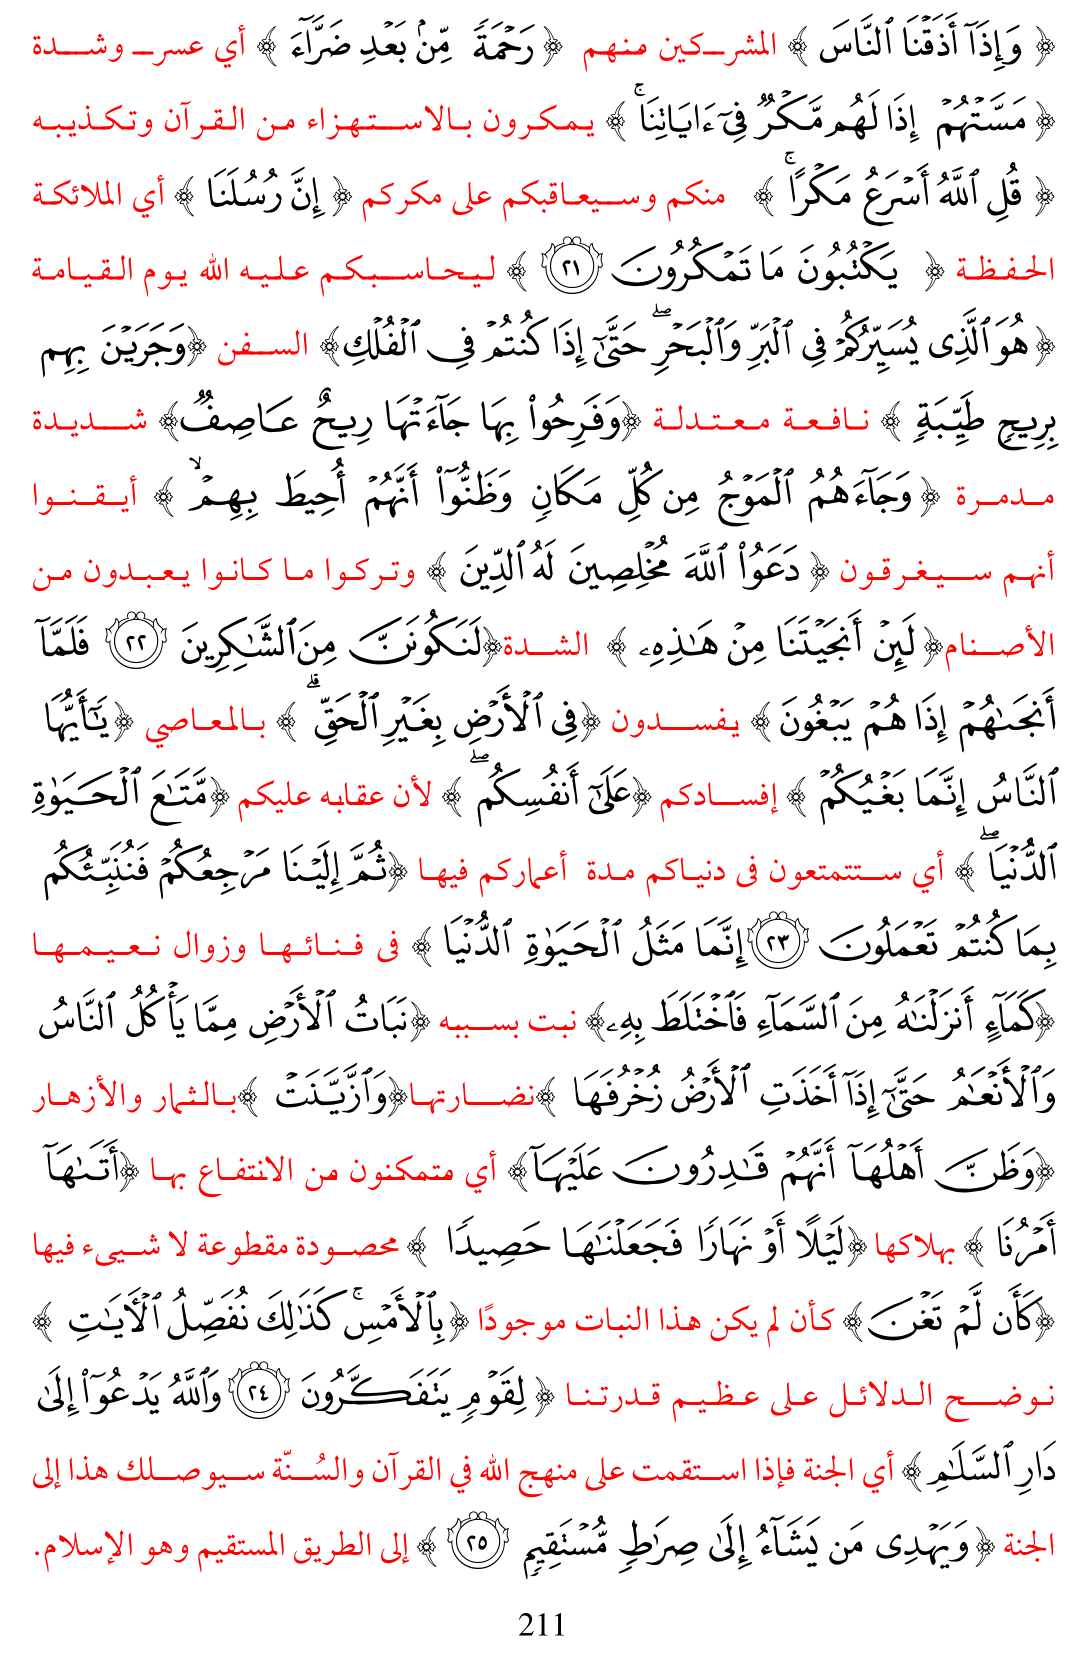 ﴿ وَإِذَآ أَذَقْنَا ٱلنَّاسَ ﴾ المشركين منهم ﴿ رَحْمَةً مِّنۢ بَعْدِ ضَرَّآءَ ﴾ أي عسر وشدة
﴿ مَسَّتْهُمْ إِذَا لَهُم مَّكْرٌ فِىٓ ءَايَاتِنَا ۚ ﴾ يمكرون بالاستهزاء من القرآن وتكذيبه
﴿ قُلِ ٱللَّهُ أَسْرَعُ مَكْرًا ۚ ﴾ منكم وسيعاقبكم على مكركم ﴿ إِنَّ رُسُلَنَا ﴾ أي الملائكة
الحفظة ﴿ يَكْتُبُونَ مَا تَمْكُرُونَ ٢١ ﴾ ليحاسبكم عليه الله يوم القيامة
﴿ هُوَ ٱلَّذِى يُسَيِّرُكُمْ فِى ٱلْبَرِّ وَٱلْبَحْرِ ۖ حَتَّىٰٓ إِذَا كُنتُمْ فِى ٱلْفُلْكِ﴾ السفن ﴿وَجَرَيْنَ بِهِم
بِرِيحٍ طَيِّبَةٍ ﴾ نافعة معتدلة ﴿وَفَرِحُوا۟ بِهَا جَآءَتْهَا رِيحٌ عَاصِفٌ﴾ شديدة
مدمرة ﴿ وَجَآءَهُمُ ٱلْمَوْجُ مِن كُلِّ مَكَانٍ وَظَنُّوٓا۟ أَنَّهُمْ أُحِيطَ بِهِمْ ۙ ﴾ أيقنوا
أنهم سيغرقون ﴿ دَعَوُا۟ ٱللَّهَ مُخْلِصِينَ لَهُ ٱلدِّينَ ﴾ وتركوا ما كانوا يعبدون من
الأصنام﴿ لَئِنْ أَنجَيْتَنَا مِنْ هَـٰذِهِۦ ﴾ الشدة﴿لَنَكُونَنَّ مِنَ ٱلشَّـٰكِرِينَ ٢٢ فَلَمَّآ
أَنجَىٰهُمْ إِذَا هُمْ يَبْغُونَ ﴾ يفسدون ﴿فِى ٱلْأَرْضِ بِغَيْرِ ٱلْحَقِّ ۗ ﴾ بالمعاصي ﴿يَـٰٓأَيُّهَا
ٱلنَّاسُ إِنَّمَا بَغْيُكُمْ ﴾ إفسادكم ﴿عَلَىٰٓ أَنفُسِكُم ۖ ﴾ لأن عقابه عليكم ﴿مَّتَـٰعَ ٱلْحَيَوٰةِ
ٱلدُّنْيَا ۖ ﴾ أي ستتمتعون فى دنياكم مدة أعماركم فيها ﴿ثُمَّ إِلَيْنَا مَرْجِعُكُمْ فَنُنَبِّئُكُم
بِمَا كُنتُمْ تَعْمَلُونَ ٢٣ إِنَّمَا مَثَلُ ٱلْحَيَوٰةِ ٱلدُّنْيَا ﴾ فى فنائها وزوال نعيمها
﴿كَمَآءٍ أَنزَلْنَـٰهُ مِنَ ٱلسَّمَآءِ فَٱخْتَلَطَ بِهِۦ﴾ نبت بسببه ﴿نَبَاتُ ٱلْأَرْضِ مِمَّا يَأْكُلُ ٱلنَّاسُ
وَٱلْأَنْعَـٰمُ حَتَّىٰٓ إِذَآ أَخَذَتِ ٱلْأَرْضُ زُخْرُفَهَا ﴾نضارتها﴿وَٱزَّيَّنَتْ ﴾بالثمار والأزهار
﴿وَظَنَّ أَهْلُهَآ أَنَّهُمْ قَـٰدِرُونَ عَلَيْهَآ﴾ أي متمكنون من الانتفاع بها ﴿أَتَىٰهَآ
أَمْرُنَا ﴾ بهلاكها ﴿لَيْلًا أَوْ نَهَارًا فَجَعَلْنَـٰهَا حَصِيدًا ﴾ محصودة مقطوعة لا شيىء فيها
﴿كَأَن لَّمْ تَغْنَ ﴾ كأن لم يكن هذا النبات موجودًا ﴿بِٱلْأَمْسِ ۚ كَذَٰلِكَ نُفَصِّلُ ٱلْأَيَـٰتِ ﴾
نوضح الدلائل على عظيم قدرتنا ﴿ لِقَوْمٍ يَتَفَكَّرُونَ ٢٤ وَٱللَّهُ يَدْعُوٓا۟ إِلَىٰ
دَارِ ٱلسَّلَـٰمِ ﴾ أي الجنة فإذا استقمت على منهج الله في القرآن والسُنّة سيوصلك هذا إلى
الجنة ﴿ وَيَهْدِى مَن يَشَآءُ إِلَىٰ صِرَٰطٍ مُّسْتَقِيمٍ ٢٥ ﴾ إلى الطريق المستقيم وهو الإسلام.
211